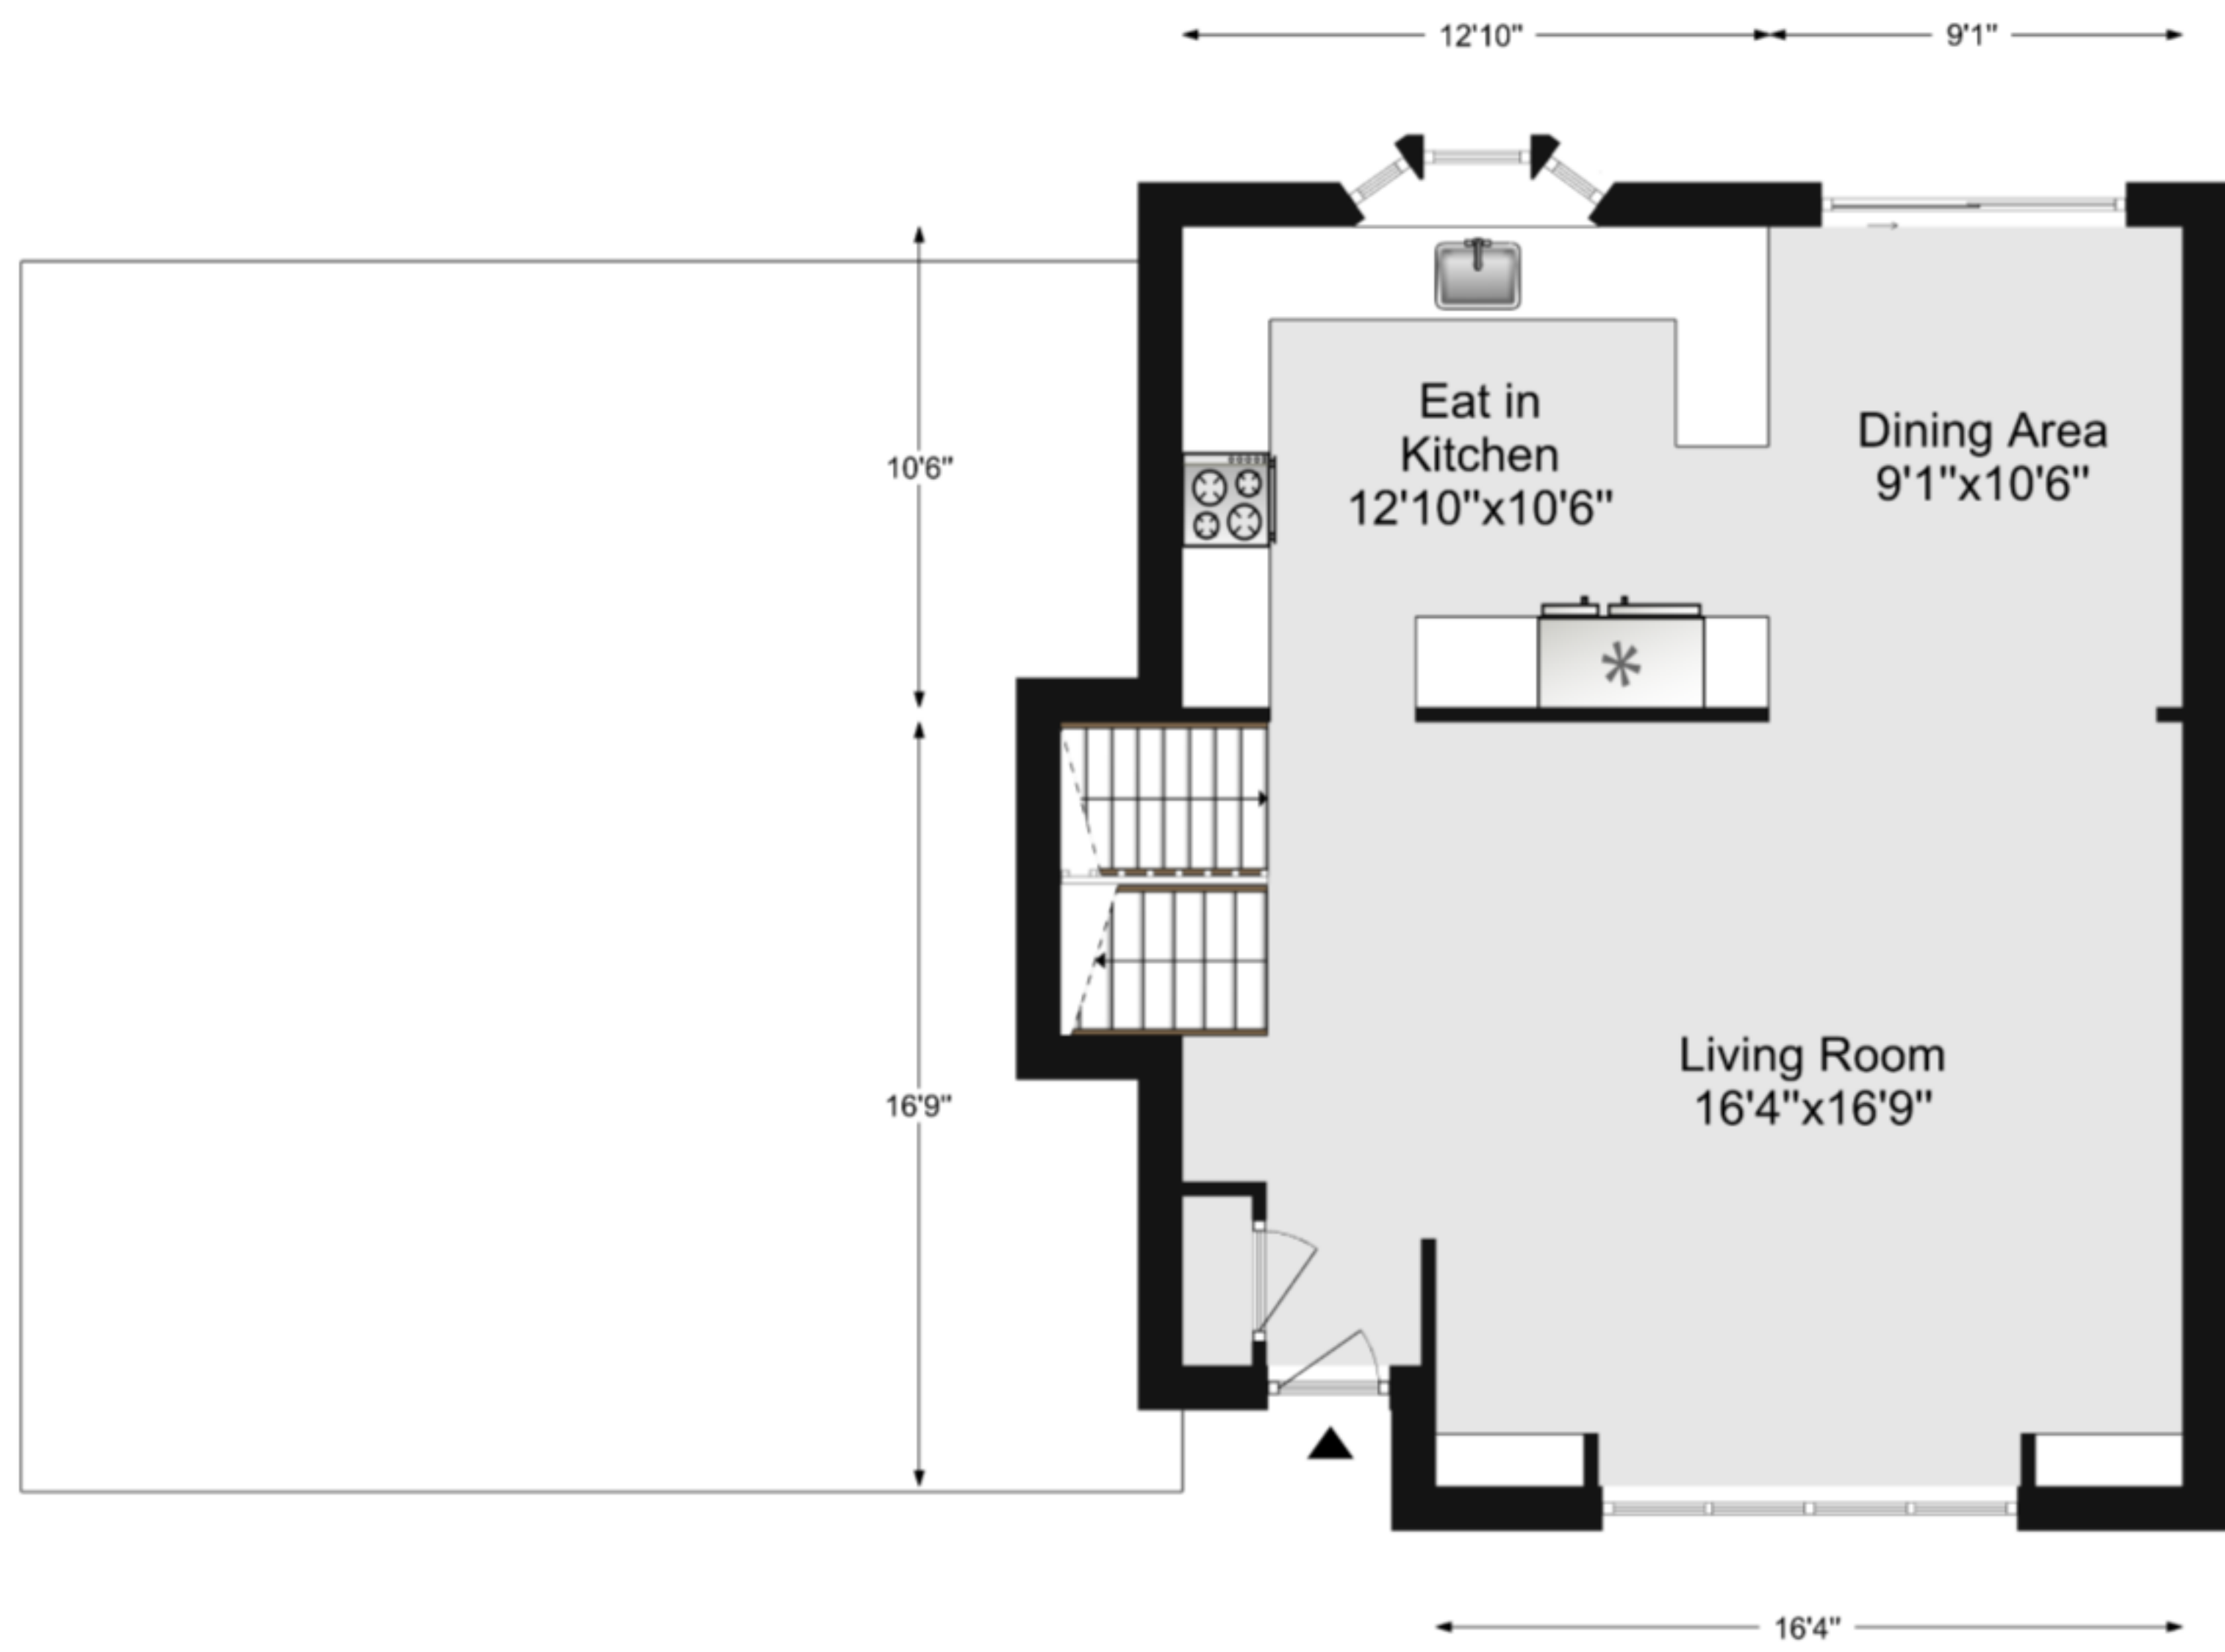 12'10" 9'1"
Eat in
Kitchen
12'10"x10'6"
Dining Area
9'1"x10'6"
10'6"
Living Room
16'4"x16'9"
16'9"
16'4"